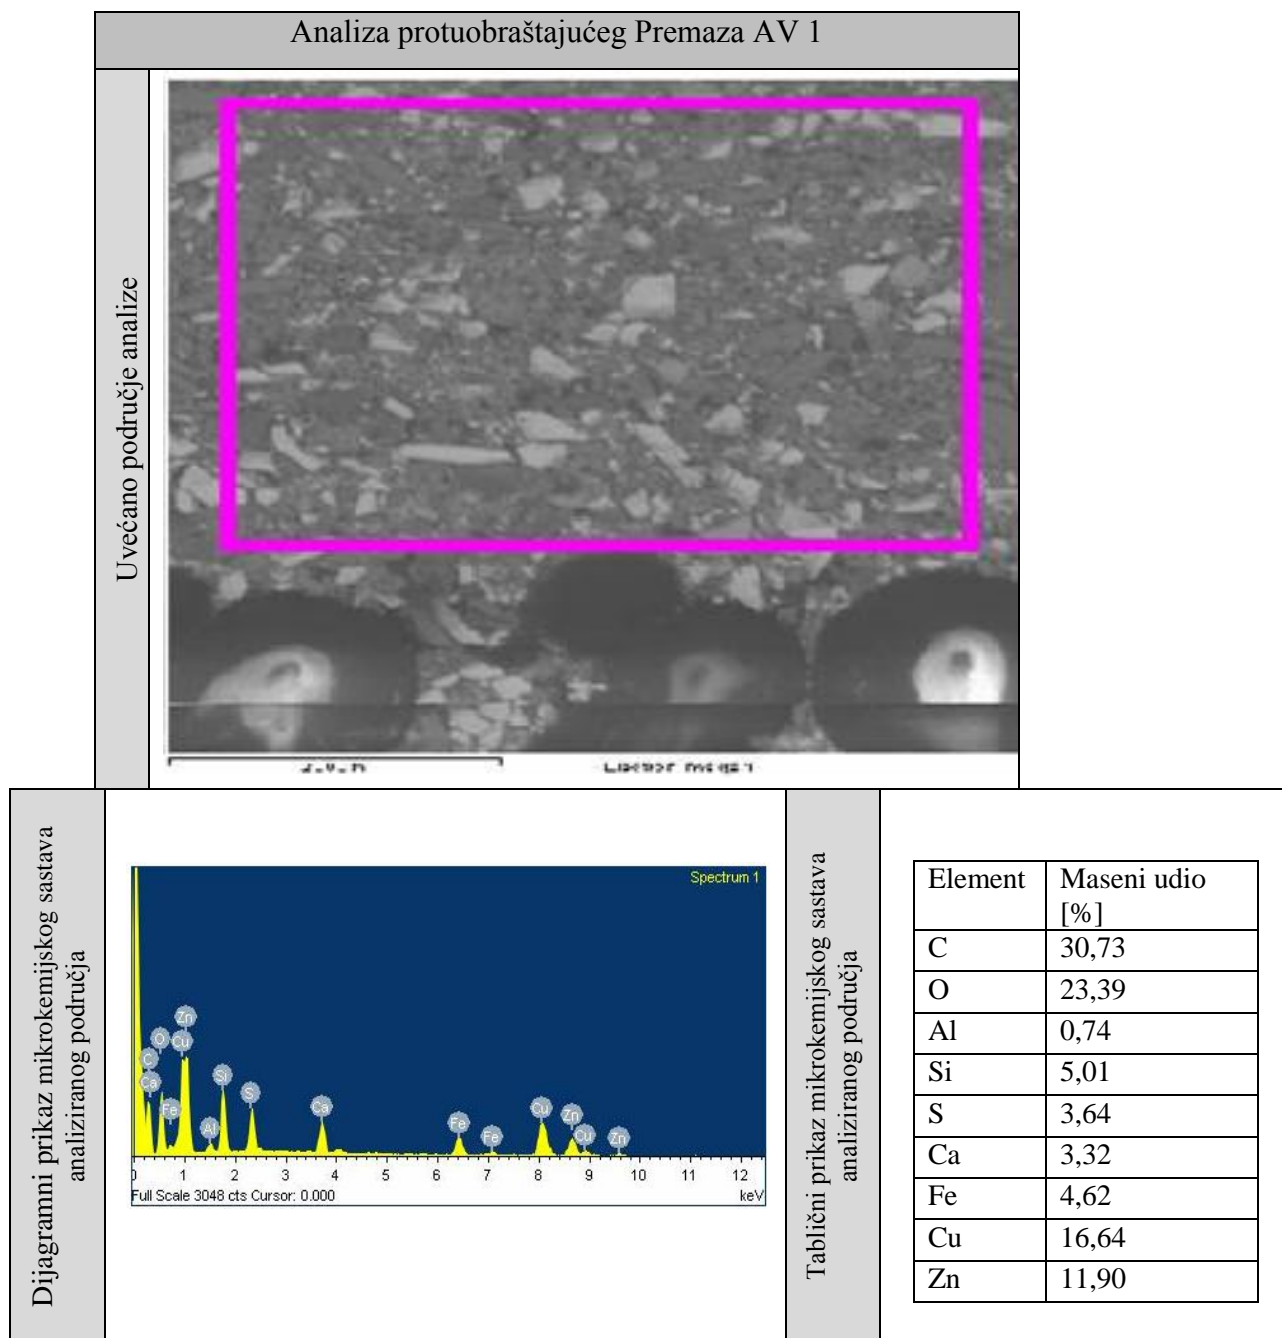 Analiza protuobraštajućeg Premaza AV 1
Uvećano područje analize
Dijagramni prikaz mikrokemijskog sastava
analiziranog područja
Spectrum 1
C
Ca
O
Fe
Zn
Cu
Al
Si
S
Ca
Fe
Fe
Cu
Zn
Cu
Zn
0 1 2 3 4 5 6 7 8 9 10 11 12
Full Scale 3048 cts Cursor: 0.000 keV
Tablični prikaz mikrokemijskog sastava
analiziranog područja
Element Maseni udio
[%]
C 30,73
O 23,39
Al 0,74
Si 5,01
S 3,64
Ca 3,32
Fe 4,62
Cu 16,64
Zn 11,90